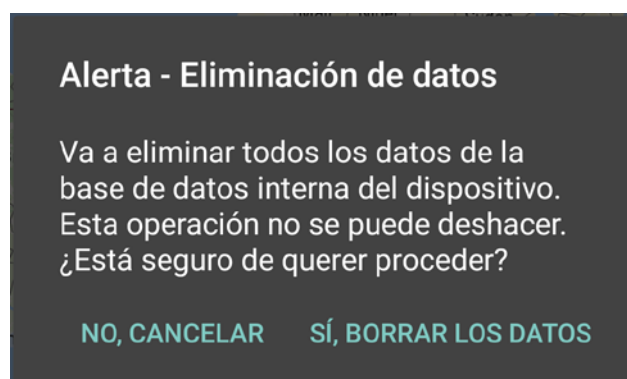 Alerta - Eliminación de datos
Va a eliminar todos los datos de la
base de datos interna del dispositivo.
Esta operación no se puede deshacer.
¿Está seguro de querer proceder?
NO, CANCELAR SÍ, BORRAR LOS DATOS